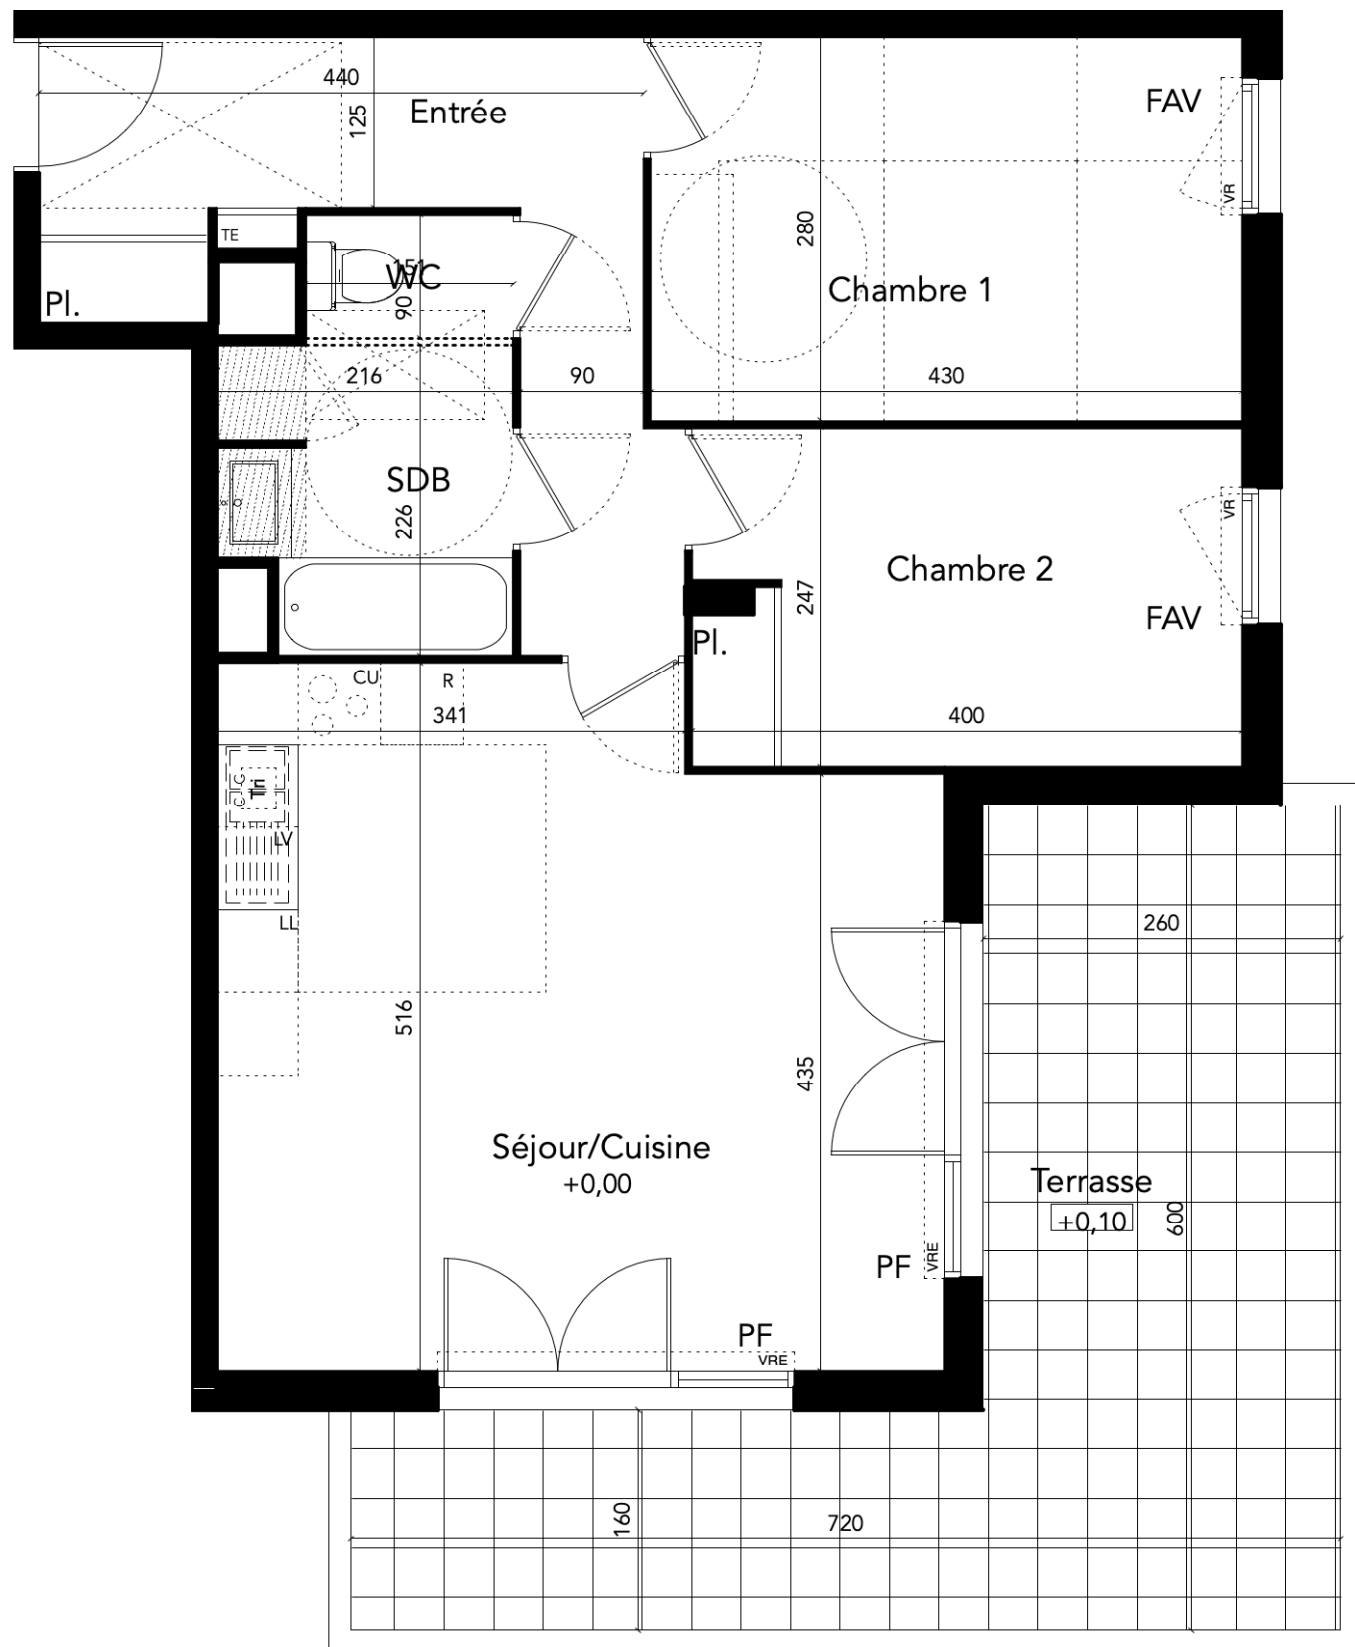 440
Entrée
125
FAV
VR
TE
280
WC
151
90
Pl.
Chambre 1
216
90
430
SDB
226
VR
Chambre 2
247
FAV
Pl.
CU
R
341
400
C
G
Tri
LV
LL
260
516
435
Séjour/Cuisine
+0,00
Terrasse
+0,10
600
PF
VRE
PF
VRE
160
720